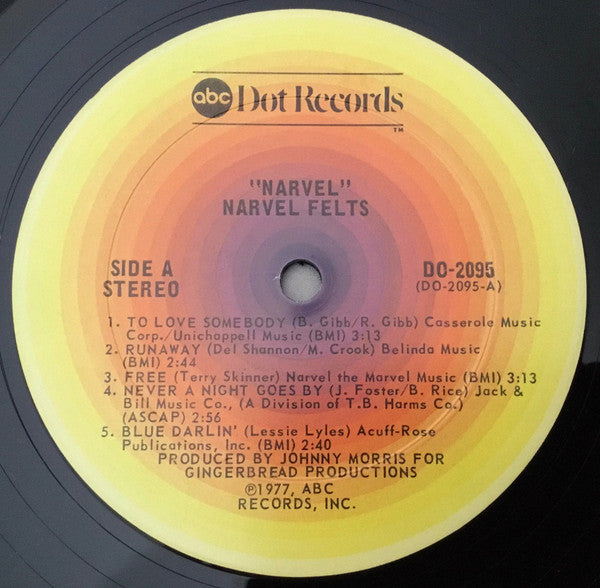 abc Dot Records
TM
"NARVEL"
NARVEL FELTS
SIDE A
STEREO
DO-2095
(DO-2095-A)
1. TO LOVE SOMEBODY (B. Gibb/R. Gibb) Casserole Music
Corp./Unichappell Music (BMI) 3:13
2. RUNAWAY (Del Shannon/M. Crook) Belinda Music
(BMI) 2:44
3. FREE (Terry Skinner) Narvel the Marvel Music (BMI) 3:13
4. NEVER A NIGHT GOES BY (J. Foster/B. Rice) Jack &
Bill Music Co., (A Division of T.B. Harms Co.)
(ASCAP) 2:56
5. BLUE DARLIN' (Lessie Lyles) Acuff-Rose
Publications, Inc. (BMI) 2:40
PRODUCED BY JOHNNY MORRIS FOR
GINGERBREAD PRODUCTIONS
℗1977, ABC
RECORDS, INC.